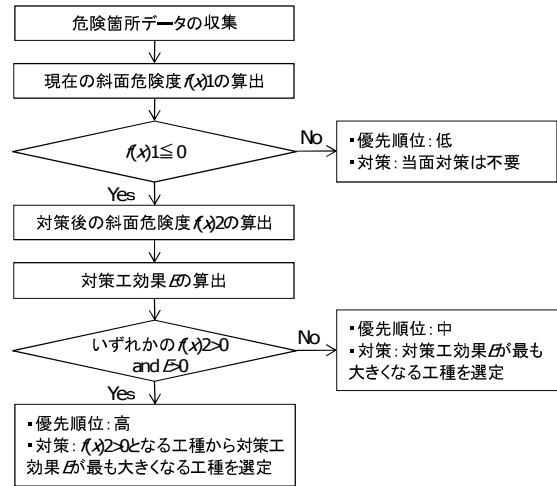 危険箇所データの収集
現在の斜面危険度f(x)1の算出
f(x)1≦0
No
・優先順位:低
・対策:当面対策は不要
Yes
対策後の斜面危険度f(x)2の算出
対策工効果Eの算出
いずれかのf(x)2>0
and E>0
No
・優先順位:中
・対策:対策工効果Eが最も
大きくなる工種を選定
Yes
・優先順位:高
・対策:f(x)2>0となる工種から対策工
効果Eが最も大きくなる工種を選定